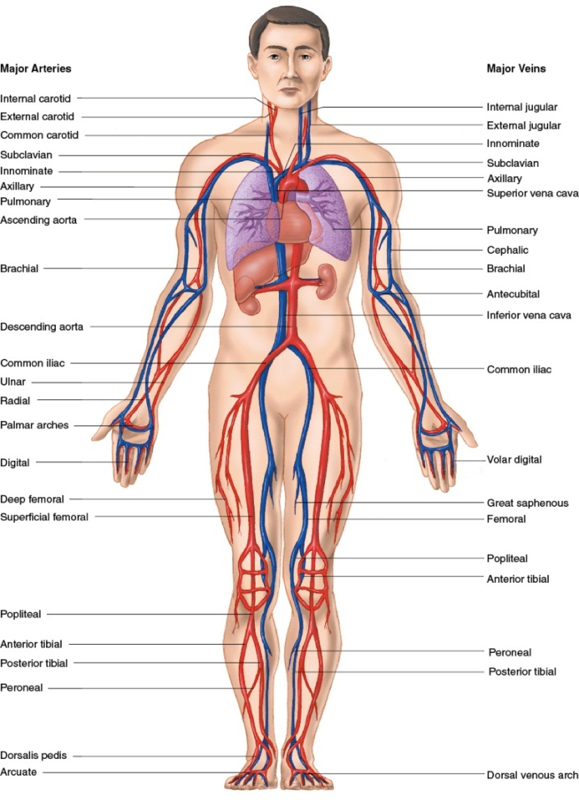 Major Arteries
Internal carotid
External carotid
Common carotid
Subclavian
Innominate
Axillary
Pulmonary
Ascending aorta
Brachial
Descending aorta
Common iliac
Ulnar
Radial
Palmar arches
Digital
Deep femoral
Superficial femoral
Popliteal
Anterior tibial
Posterior tibial
Peroneal
Dorsalis pedis
Arcuate
Major Veins
Internal jugular
External jugular
Innominate
Subclavian
Axillary
Superior vena cava
Pulmonary
Cephalic
Brachial
Antecubital
Inferior vena cava
Common iliac
Volar digital
Great saphenous
Femoral
Popliteal
Anterior tibial
Peroneal
Posterior tibial
Dorsal venous arch